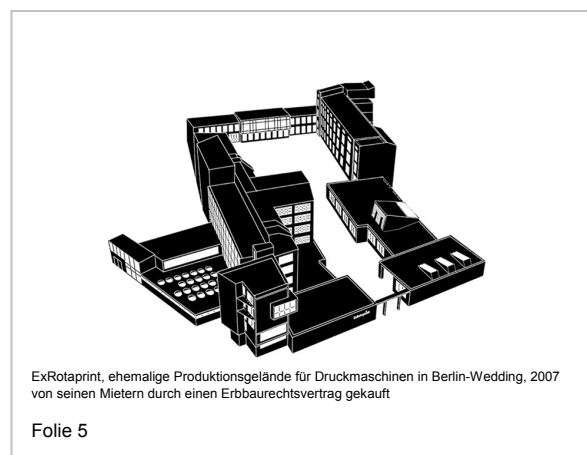 ExRotaprint, ehemalige Produktionsgelände für Druckmaschinen in Berlin-Wedding, 2007
von seinen Mietern durch einen Erbbaurechtsvertrag gekauft
Folie 5